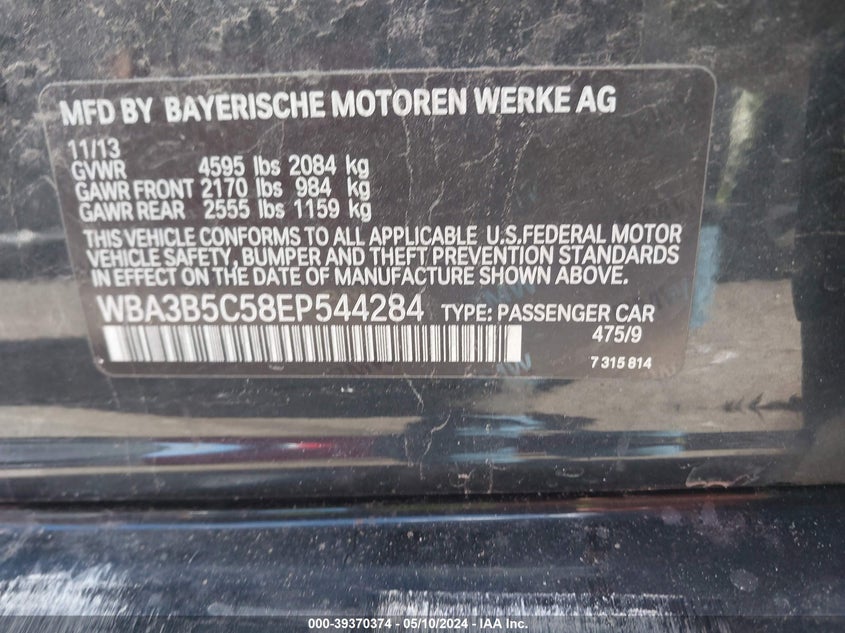 MFD BY BAYERISCHE MOTOREN WERKE AG
11/13
GVWR 4595 lbs 2084 kg
GAWR FRONT 2170 lbs 984 kg
GAWR REAR 2555 lbs 1159 kg
THIS VEHICLE CONFORMS TO ALL APPLICABLE U.S.FEDERAL MOTOR
VEHICLE SAFETY, BUMPER AND THEFT PREVENTION STANDARDS
IN EFFECT ON THE DATE OF MANUFACTURE SHOWN ABOVE.
WBA3B5C58EP544284 TYPE: PASSENGER CAR
475/9
7 315 814
000-39370374 - 05/10/2024 - IAA Inc.